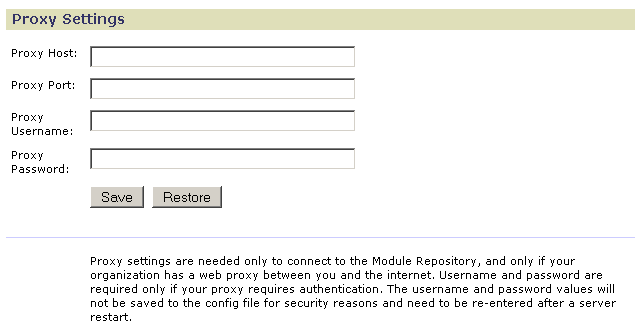 Proxy Settings
Proxy Host:
Proxy Port:
Proxy
Username:
Proxy
Password:
Save Restore
Proxy settings are needed only to connect to the Module Repository, and only if your
organization has a web proxy between you and the internet. Username and password are
required only if your proxy requires authentication. The username and password values will
not be saved to the config file for security reasons and need to be re-entered after a server
restart.